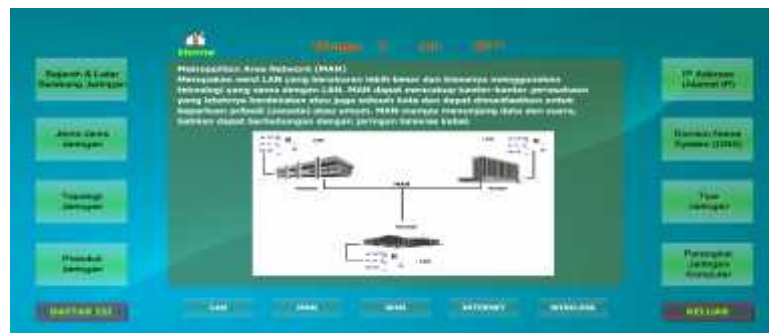 Home
Sejarah & Latar
Belakang Jaringan
Jenis-Jenis
Jaringan
Topologi
Jaringan
Protokol
Jaringan
DAFTAR ISI
Metropolitan Area Network (MAN)
Merupakan versi LAN yang berukuran lebih besar dan biasanya menggunakan
teknologi yang sama dengan LAN. MAN dapat mencakup kantor-kantor perusahaan
yang letaknya berdekatan atau juga sebuah kota dan dapat dimanfaatkan untuk
keperluan pribadi (swasta) atau umum. MAN mampu menunjang data dan suara,
bahkan dapat berhubungan dengan jaringan televisi kabel.
MAN
LAN
MAN
WAN
INTERNET
WIRELESS
IP Address
(Alamat IP)
Domain Name
System (DNS)
Tipe
Jaringan
Perangkat
Jaringan
Komputer
KELUAR